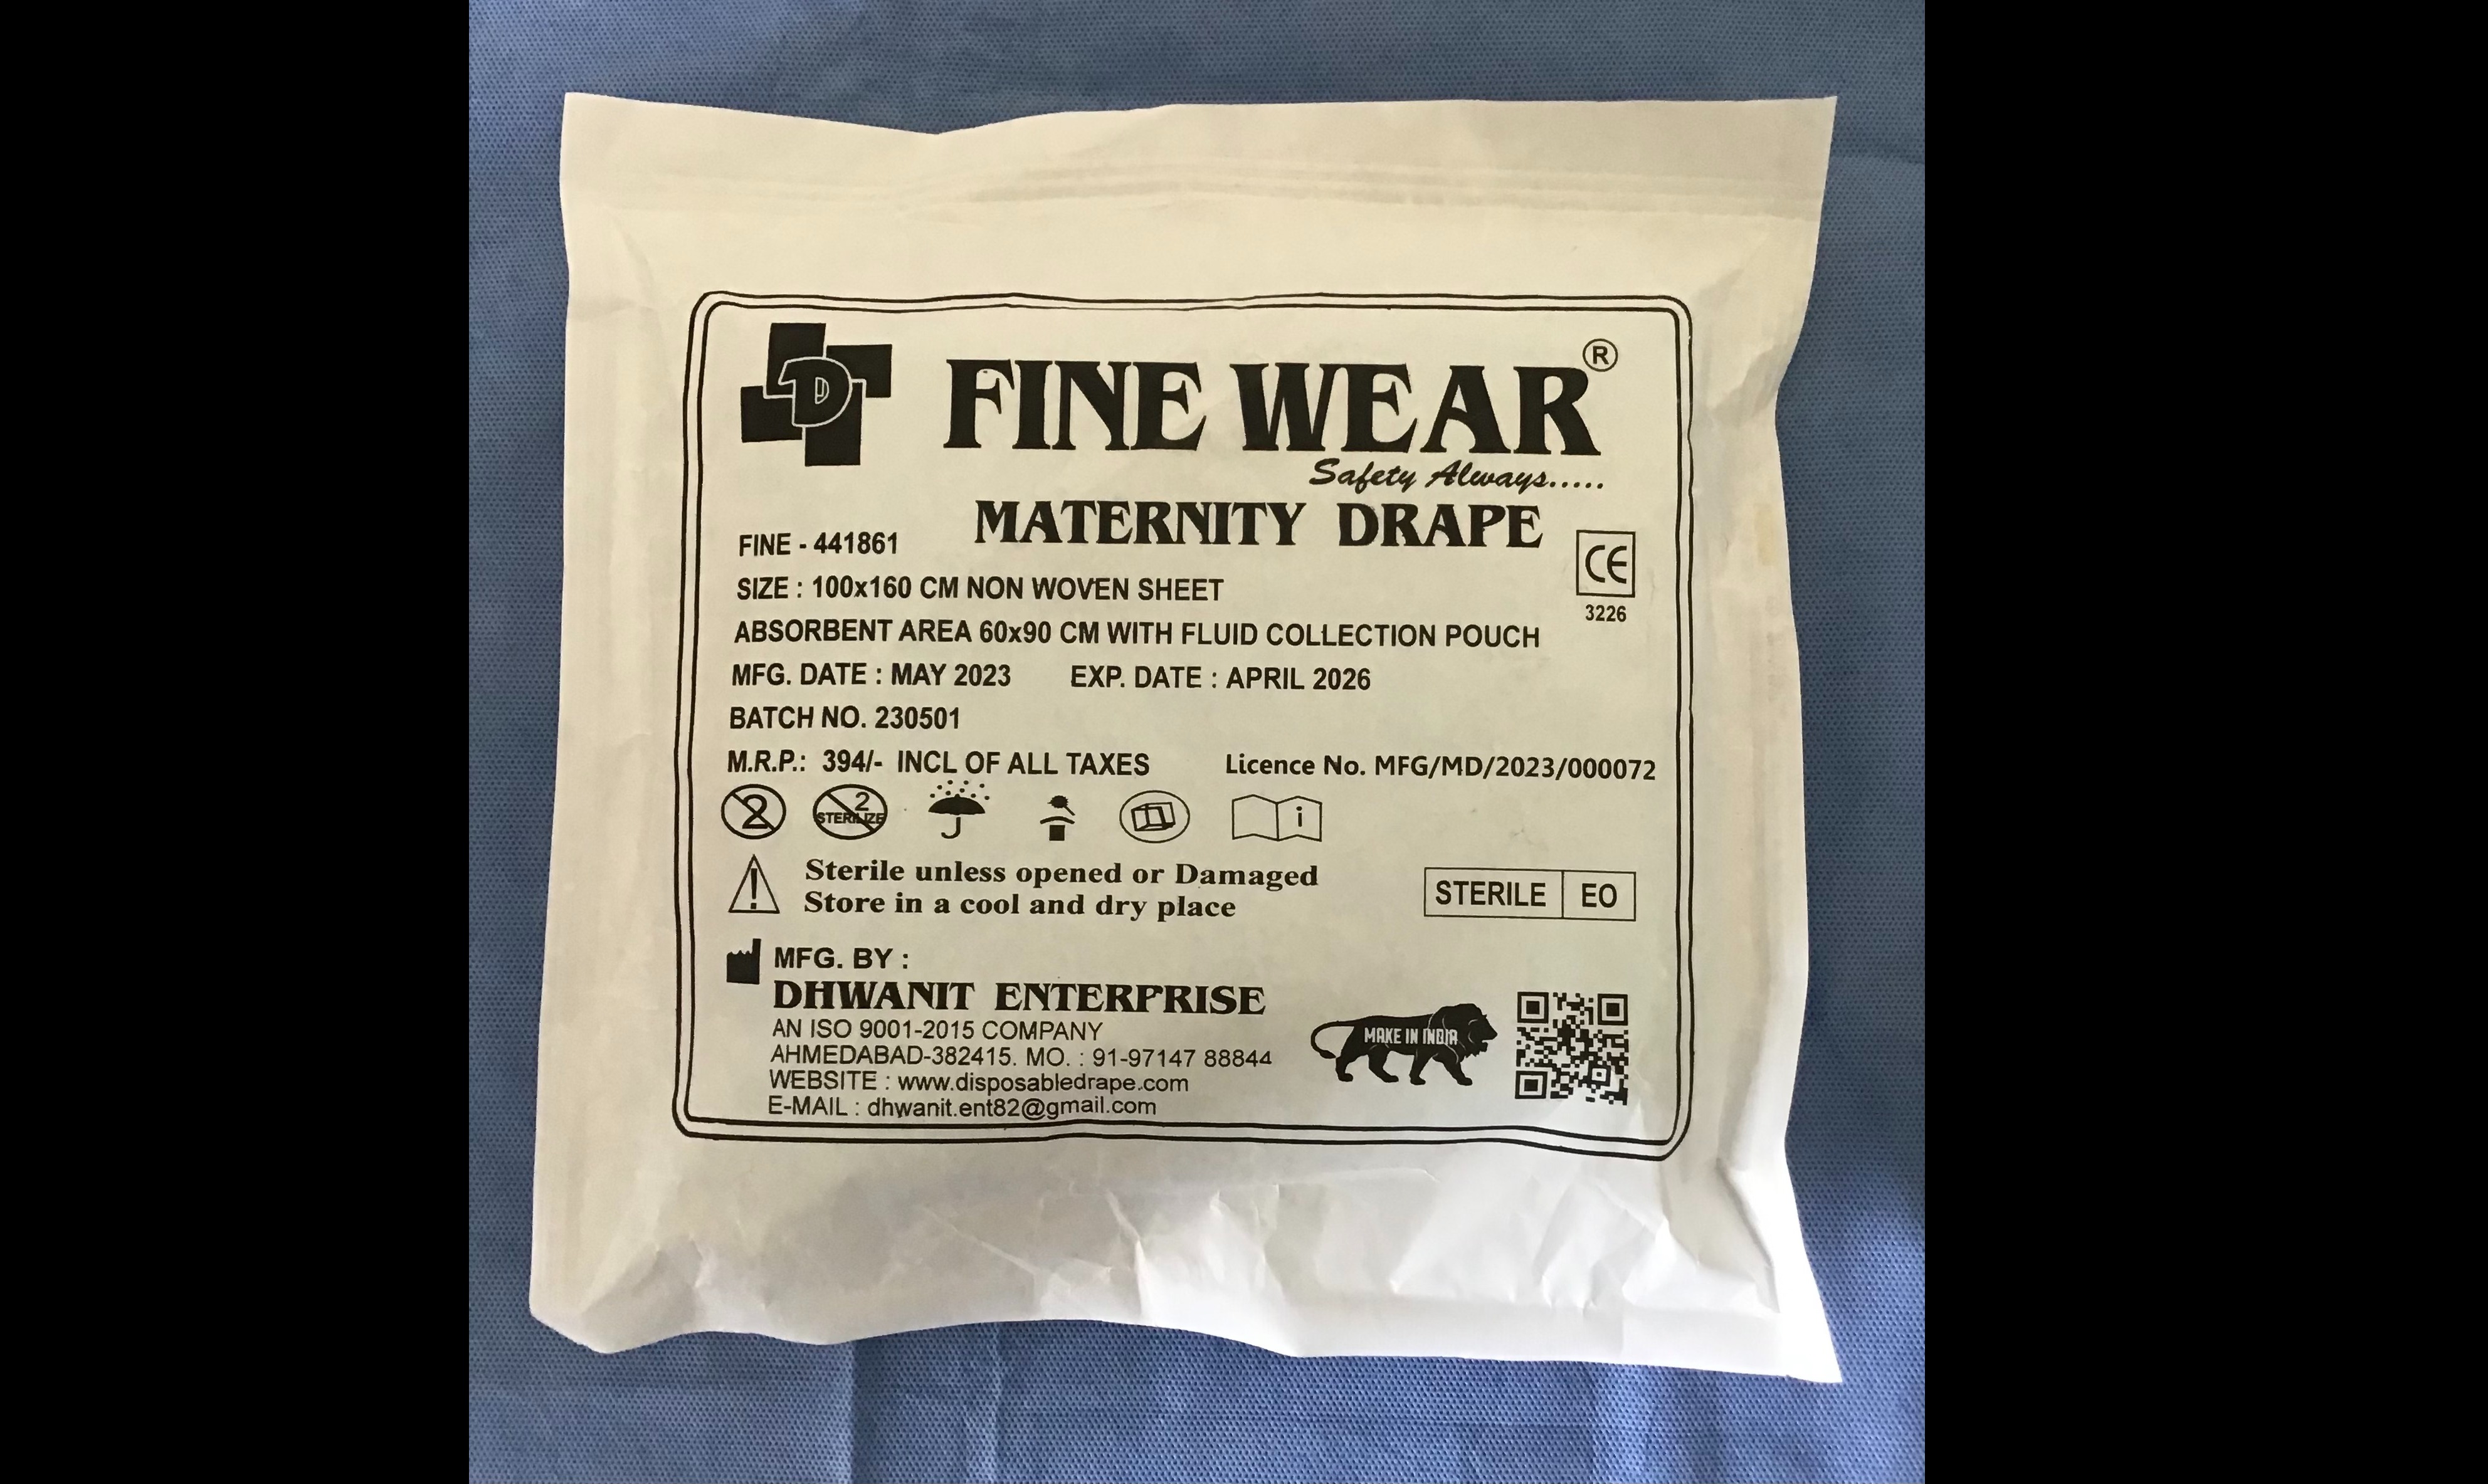 D
FINE WEAR®
Safety Always.....
MATERNITY DRAPE
FINE - 441861
CE
3226
SIZE : 100x160 CM NON WOVEN SHEET
ABSORBENT AREA 60x90 CM WITH FLUID COLLECTION POUCH
MFG. DATE : MAY 2023 EXP. DATE : APRIL 2026
BATCH NO. 230501
M.R.P.: 394/- INCL OF ALL TAXES Licence No. MFG/MD/2023/000072
2 2 STERILIZE i
Sterile unless opened or Damaged
Store in a cool and dry place
STERILE EO
MFG. BY :
DHWANIT ENTERPRISE
AN ISO 9001-2015 COMPANY
AHMEDABAD-382415. MO. : 91-97147 88844
WEBSITE : www.disposabledrape.com
E-MAIL : dhwanit.ent82@gmail.com
MAKE IN INDIA